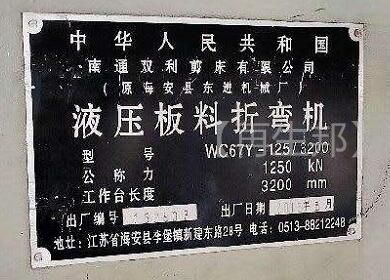 中华人民共和国
南通双利剪床有限公司
（原海安县东进机械厂）
液压板料折弯机
型号 WC67Y-125/3200
公称力 1250 kN
工作台长度 3200 mm
出厂编号 出厂日期 年 月
地址:江苏省海安县李堡镇新建东路28号 电话:0513-88212248